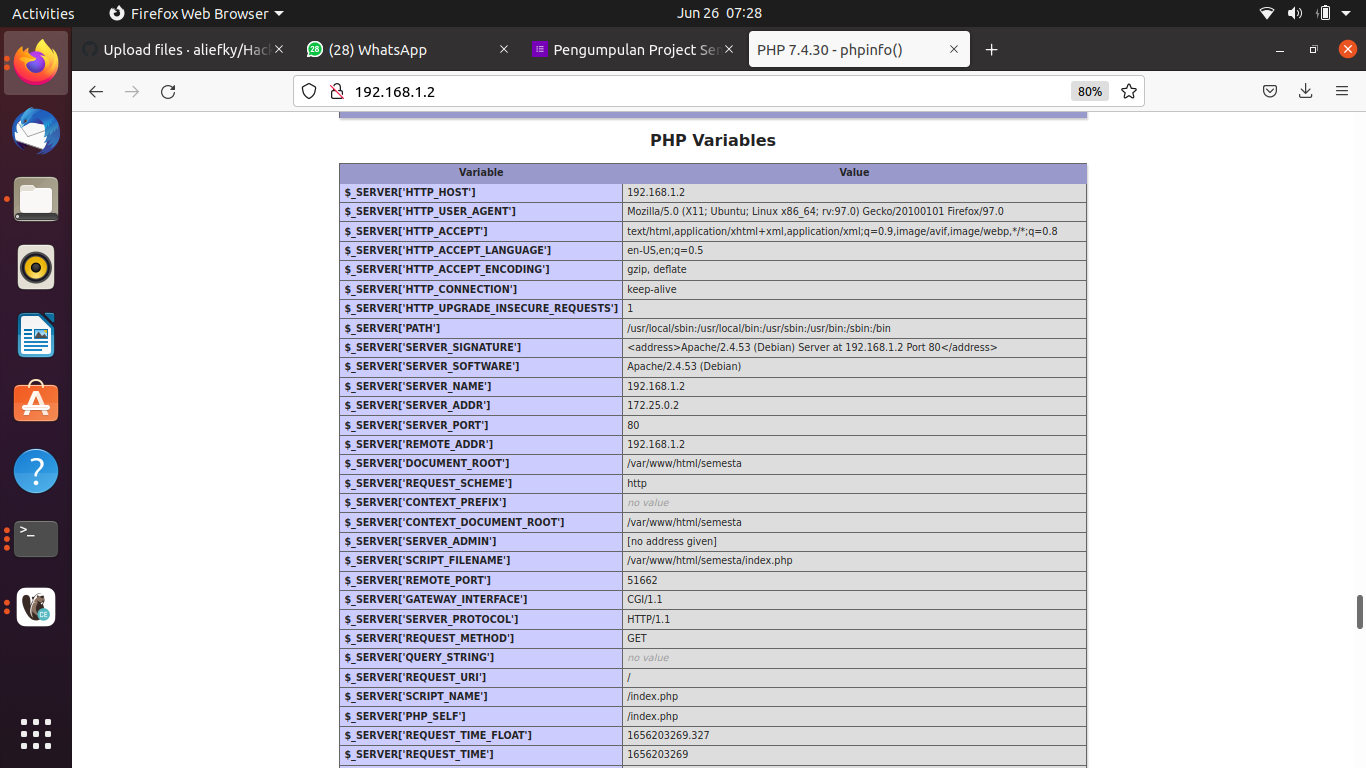 Activities
Firefox Web Browser
Jun 26 07:28
Upload files · aliefky/Hack
(28) WhatsApp
Pengumpulan Project Ser
PHP 7.4.30 - phpinfo()
192.168.1.2
80%
PHP Variables
Variable Value
$_SERVER['HTTP_HOST'] 192.168.1.2
$_SERVER['HTTP_USER_AGENT'] Mozilla/5.0 (X11; Ubuntu; Linux x86_64; rv:97.0) Gecko/20100101 Firefox/97.0
$_SERVER['HTTP_ACCEPT'] text/html,application/xhtml+xml,application/xml;q=0.9,image/avif,image/webp,*/*;q=0.8
$_SERVER['HTTP_ACCEPT_LANGUAGE'] en-US,en;q=0.5
$_SERVER['HTTP_ACCEPT_ENCODING'] gzip, deflate
$_SERVER['HTTP_CONNECTION'] keep-alive
$_SERVER['HTTP_UPGRADE_INSECURE_REQUESTS'] 1
$_SERVER['PATH'] /usr/local/sbin:/usr/local/bin:/usr/sbin:/usr/bin:/sbin:/bin
$_SERVER['SERVER_SIGNATURE'] <address>Apache/2.4.53 (Debian) Server at 192.168.1.2 Port 80</address>
$_SERVER['SERVER_SOFTWARE'] Apache/2.4.53 (Debian)
$_SERVER['SERVER_NAME'] 192.168.1.2
$_SERVER['SERVER_ADDR'] 172.25.0.2
$_SERVER['SERVER_PORT'] 80
$_SERVER['REMOTE_ADDR'] 192.168.1.2
$_SERVER['DOCUMENT_ROOT'] /var/www/html/semesta
$_SERVER['REQUEST_SCHEME'] http
$_SERVER['CONTEXT_PREFIX'] no value
$_SERVER['CONTEXT_DOCUMENT_ROOT'] /var/www/html/semesta
$_SERVER['SERVER_ADMIN'] [no address given]
$_SERVER['SCRIPT_FILENAME'] /var/www/html/semesta/index.php
$_SERVER['REMOTE_PORT'] 51662
$_SERVER['GATEWAY_INTERFACE'] CGI/1.1
$_SERVER['SERVER_PROTOCOL'] HTTP/1.1
$_SERVER['REQUEST_METHOD'] GET
$_SERVER['QUERY_STRING'] no value
$_SERVER['REQUEST_URI'] /
$_SERVER['SCRIPT_NAME'] /index.php
$_SERVER['PHP_SELF'] /index.php
$_SERVER['REQUEST_TIME_FLOAT'] 1656203269.327
$_SERVER['REQUEST_TIME'] 1656203269